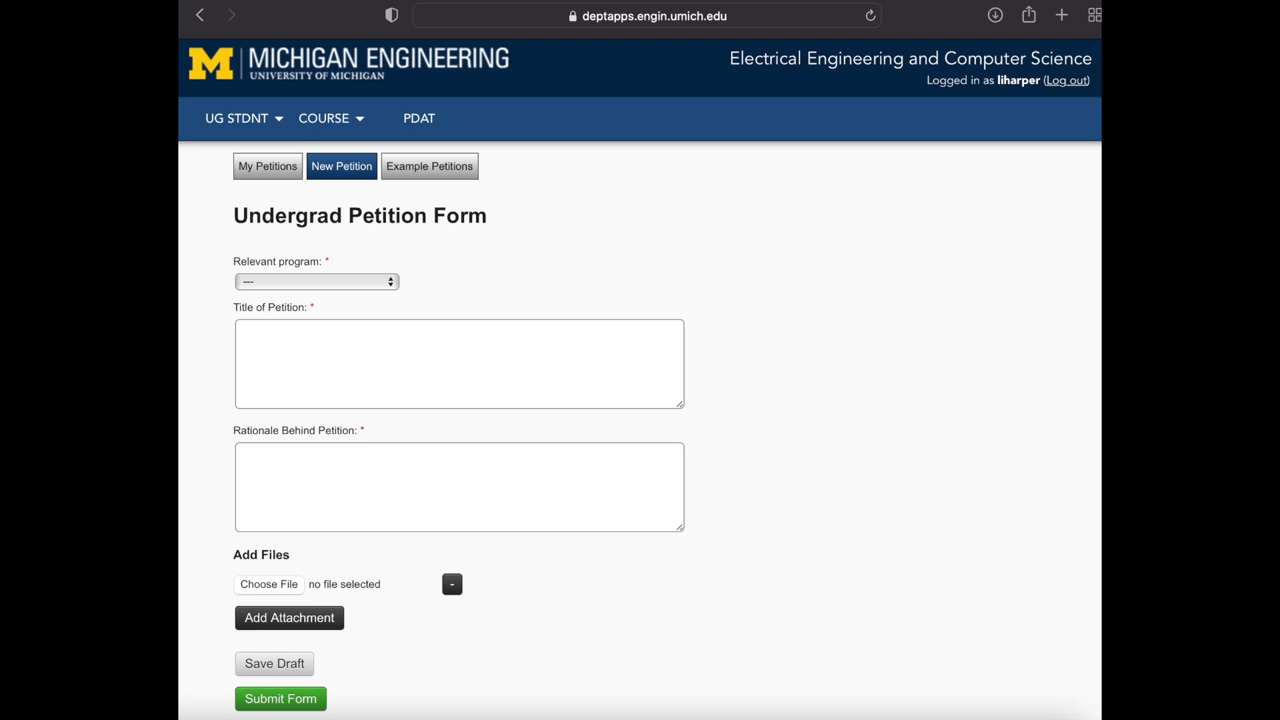 deptapps.engin.umich.edu
M | MICHIGAN ENGINEERING
UNIVERSITY OF MICHIGAN
Electrical Engineering and Computer Science
Logged in as liharper (Log out)
UG STDNT COURSE PDAT
My Petitions New Petition Example Petitions
Undergrad Petition Form
Relevant program: *
---
Title of Petition: *
Rationale Behind Petition: *
Add Files
Choose File no file selected -
Add Attachment
Save Draft
Submit Form